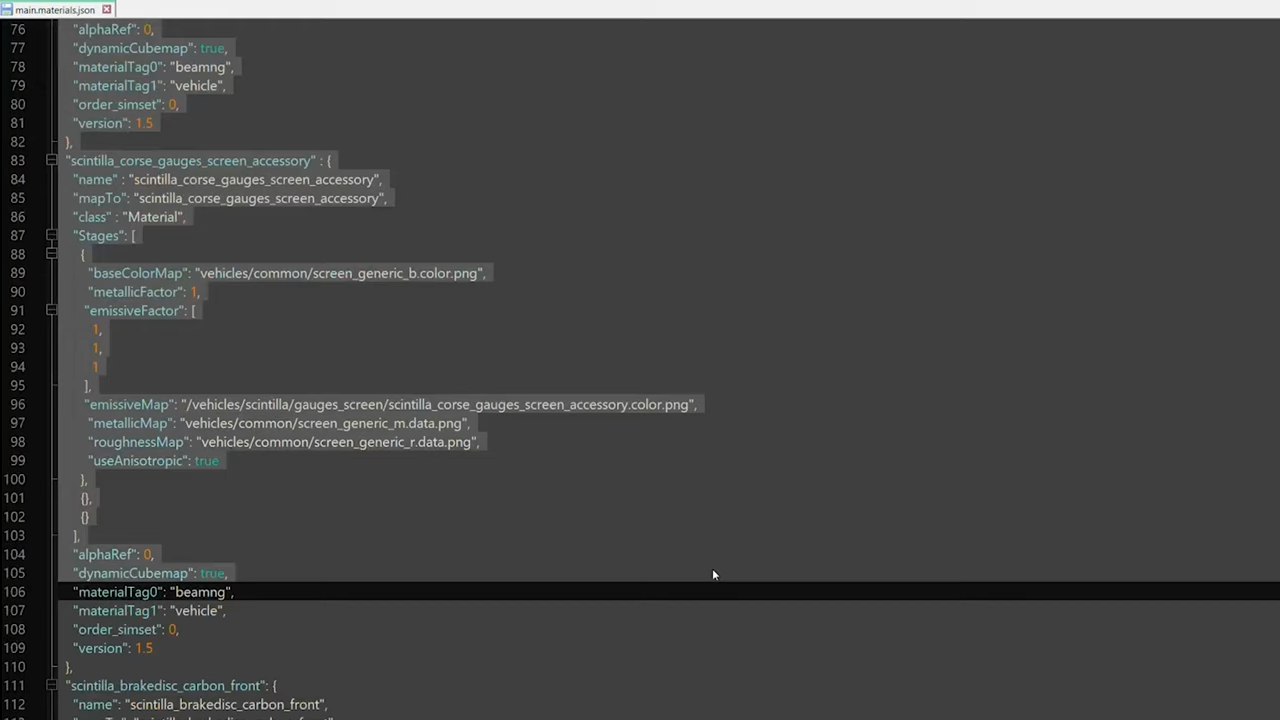 main.materials.json
76 "alphaRef": 0,
77 "dynamicCubemap": true,
78 "materialTag0": "beamng",
79 "materialTag1": "vehicle",
80 "order_simset": 0,
81 "version": 1.5
82 },
83 "scintilla_corse_gauges_screen_accessory" : {
84 "name" : "scintilla_corse_gauges_screen_accessory",
85 "mapTo": "scintilla_corse_gauges_screen_accessory",
86 "class" : "Material",
87 "Stages": [
88 {
89 "baseColorMap": "vehicles/common/screen_generic_b.color.png",
90 "metallicFactor": 1,
91 "emissiveFactor": [
92 1,
93 1,
94 1
95 ],
96 "emissiveMap": "/vehicles/scintilla/gauges_screen/scintilla_corse_gauges_screen_accessory.color.png",
97 "metallicMap": "vehicles/common/screen_generic_m.data.png",
98 "roughnessMap": "vehicles/common/screen_generic_r.data.png",
99 "useAnisotropic": true
100 },
101 {},
102 {}
103 ],
104 "alphaRef": 0,
105 "dynamicCubemap": true,
106 "materialTag0": "beamng",
107 "materialTag1": "vehicle",
108 "order_simset": 0,
109 "version": 1.5
110 },
111 "scintilla_brakedisc_carbon_front": {
112 "name": "scintilla_brakedisc_carbon_front",